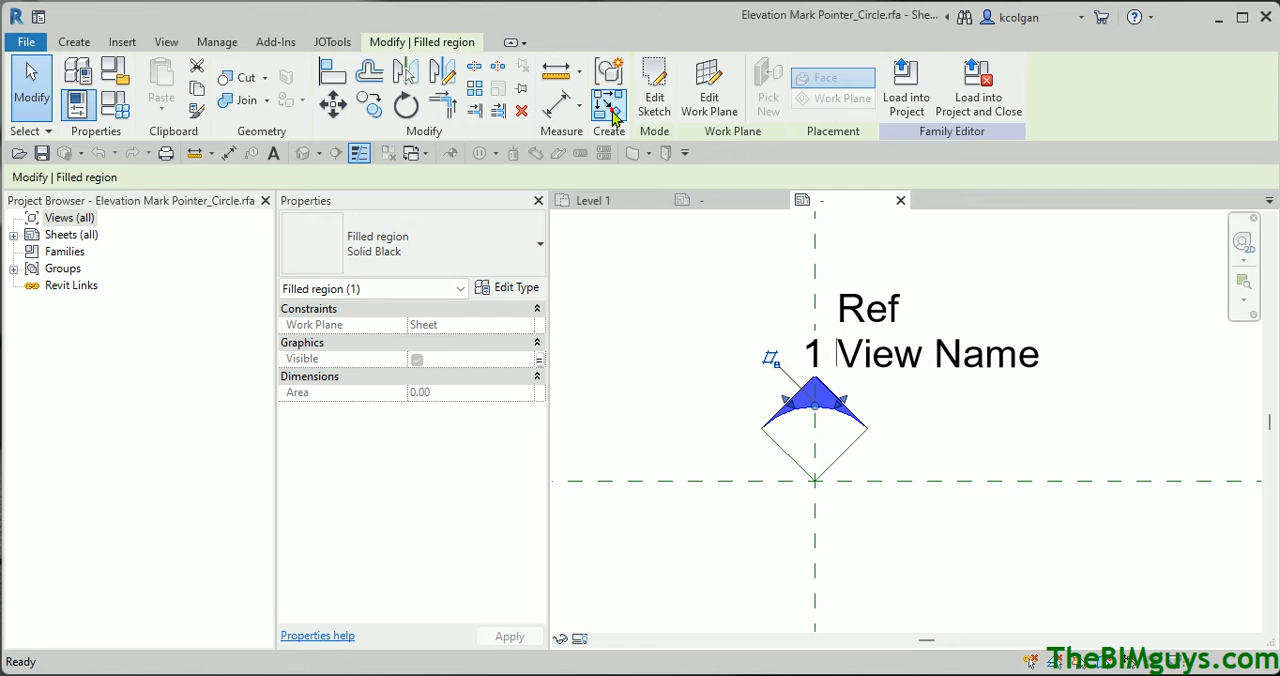 Elevation Mark Pointer_Circle.rfa - She...
kcolgan
File Create Insert View Manage Add-Ins JOTools Modify | Filled region
Modify
Paste
Cut
Join
Edit Sketch
Edit Work Plane
Pick New
Face
Work Plane
Load into Project
Load into Project and Close
Select Properties Clipboard Geometry Modify Measure Create Mode Work Plane Placement Family Editor
Modify | Filled region
Project Browser - Elevation Mark Pointer_Circle.rfa
Views (all)
Sheets (all)
Families
Groups
Revit Links
Properties
Filled region
Solid Black
Filled region (1) Edit Type
Constraints
Work Plane Sheet
Graphics
Visible
Dimensions
Area 0.00
Properties help Apply
Level 1 - -
2D
Ref
1 View Name
Ready
TheBIMguys.com